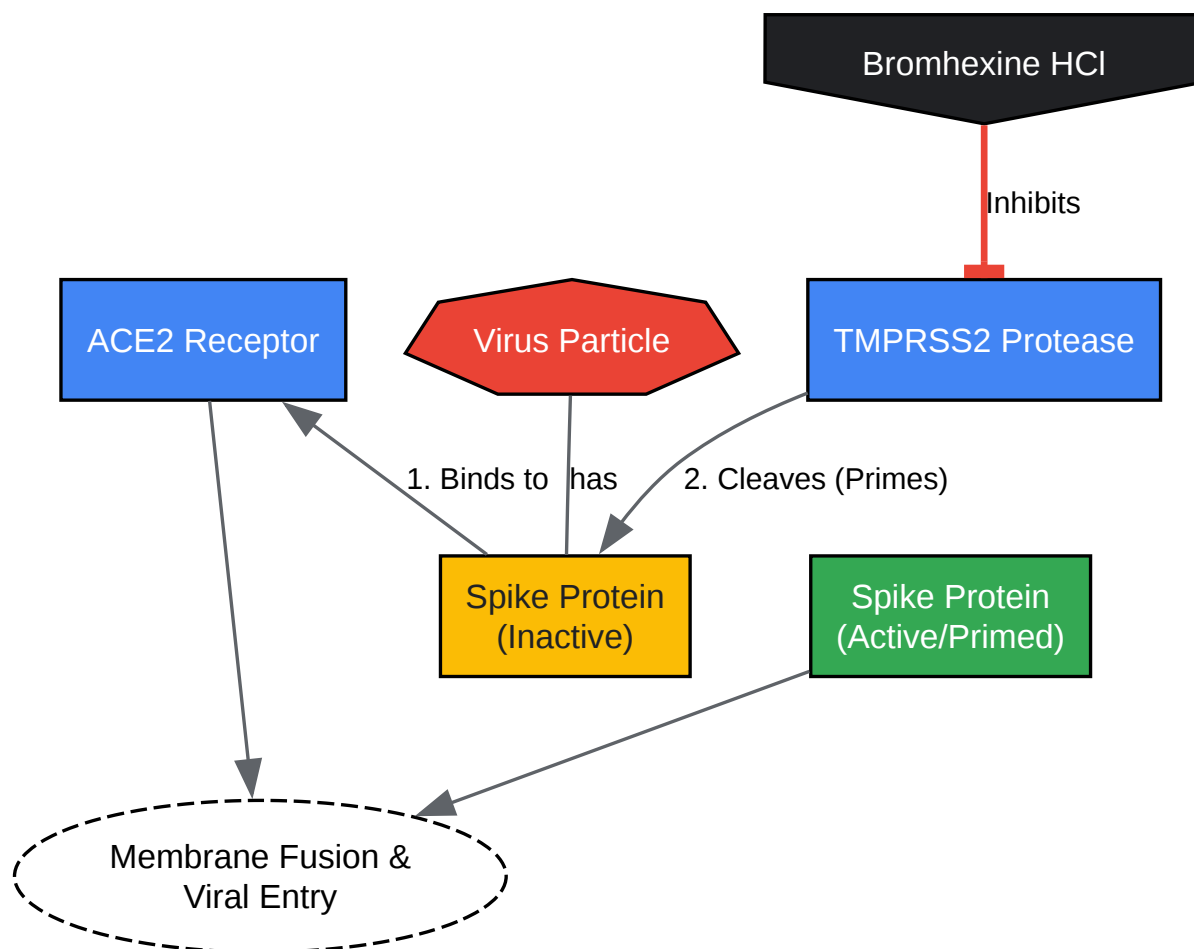 Bromhexine HCl
Inhibits
ACE2 Receptor
Virus Particle
TMPRSS2 Protease
1. Binds to
has
2. Cleaves (Primes)
Spike Protein
(Inactive)
Spike Protein
(Active/Primed)
Membrane Fusion &
Viral Entry